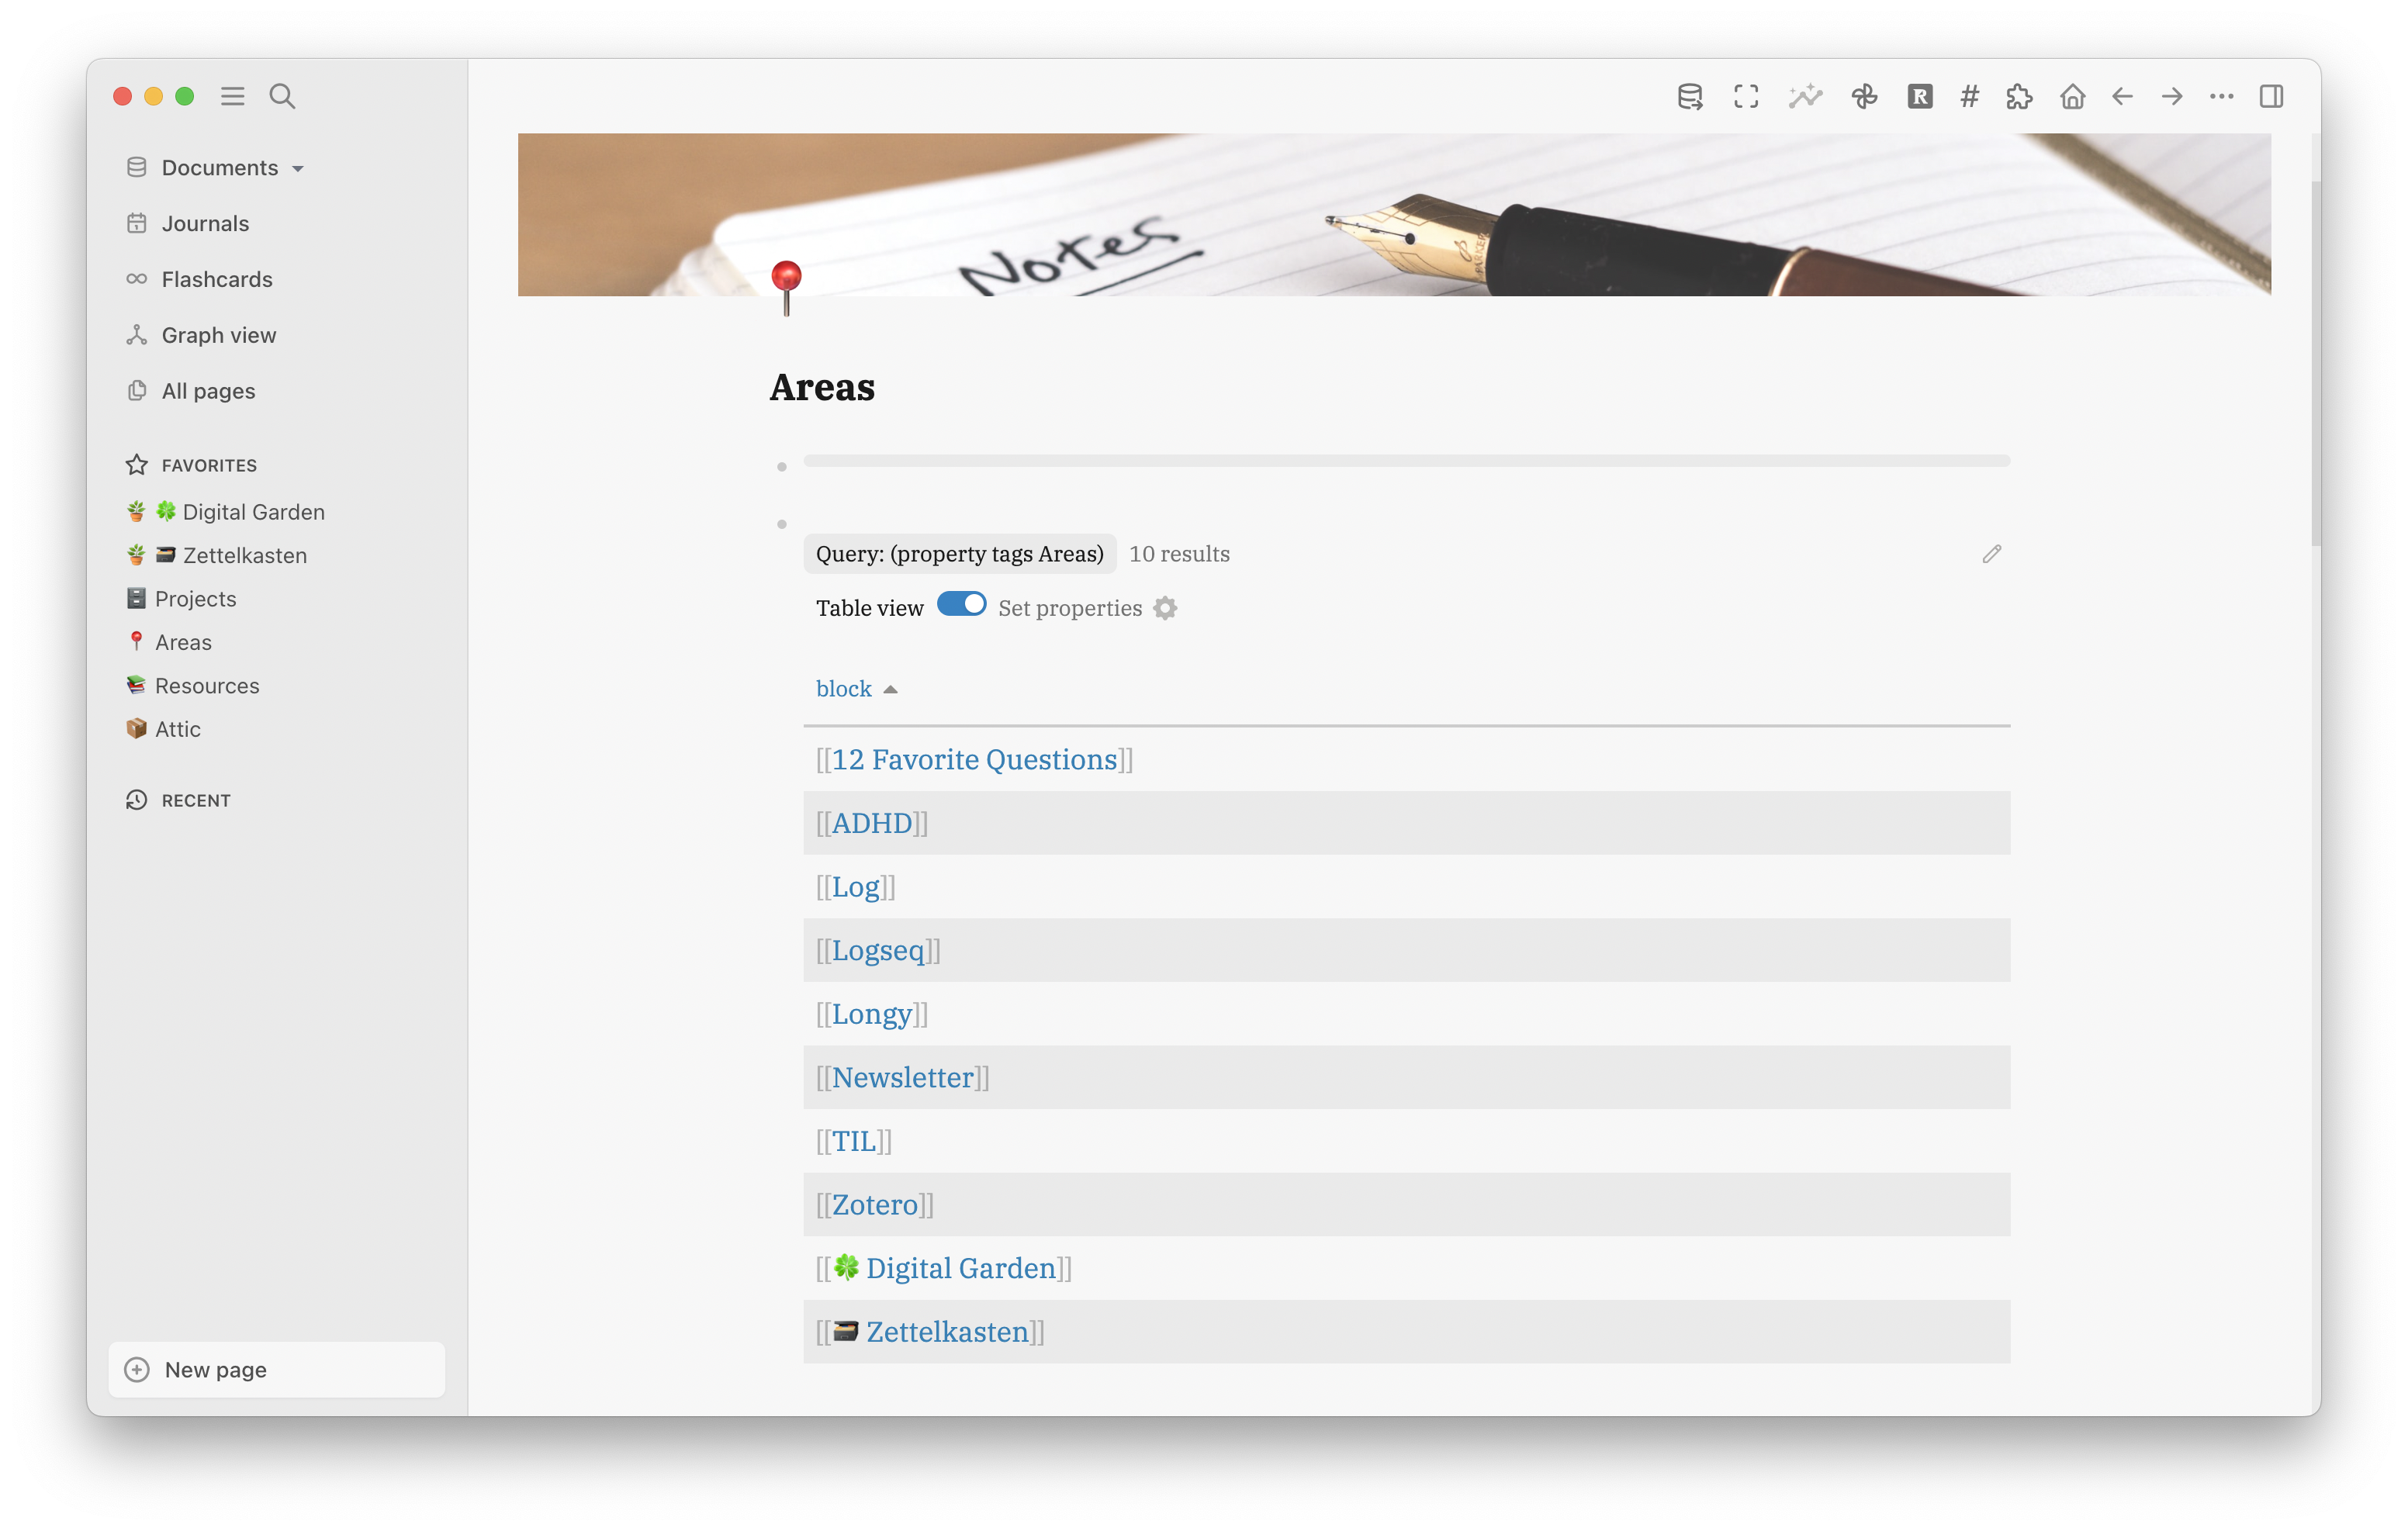 Documents
Journals
Flashcards
Graph view
All pages
FAVORITES
🪴 🍀 Digital Garden
🪴 🗃️ Zettelkasten
🗄️ Projects
📍 Areas
📚 Resources
📦 Attic
RECENT
New page
R #
Notes
PARKER
📍
Areas
Query: (property tags Areas) 10 results
Table view Set properties
block
[[12 Favorite Questions]]
[[ADHD]]
[[Log]]
[[Logseq]]
[[Longy]]
[[Newsletter]]
[[TIL]]
[[Zotero]]
[[🍀 Digital Garden]]
[[🗃️ Zettelkasten]]